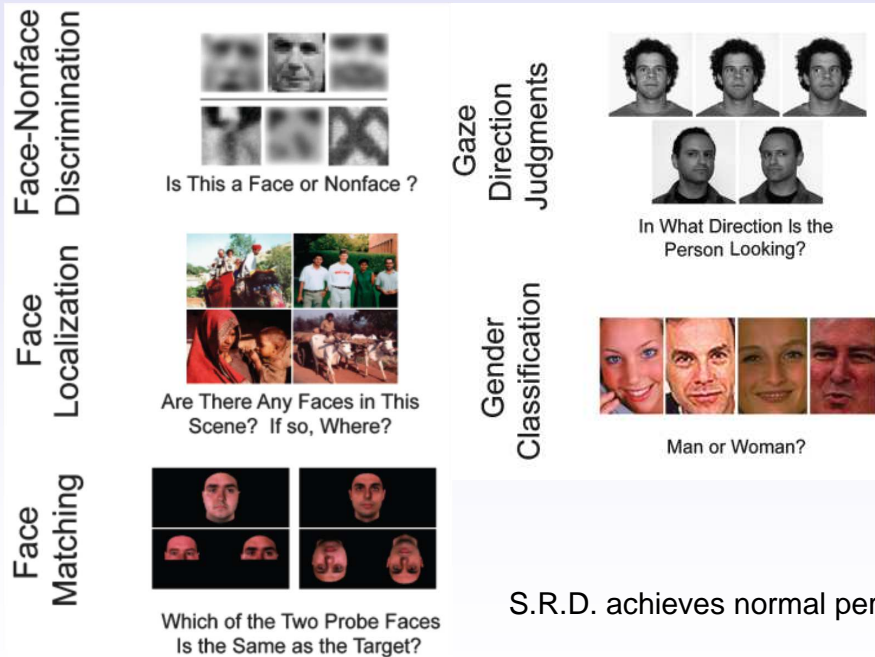 Face-Nonface
Discrimination
Is This a Face or Nonface ?
Face
Localization
Are There Any Faces in This
Scene? If so, Where?
Face
Matching
Which of the Two Probe Faces
Is the Same as the Target?
Gaze
Direction
Judgments
In What Direction Is the
Person Looking?
Gender
Classification
Man or Woman?
S.R.D. achieves normal